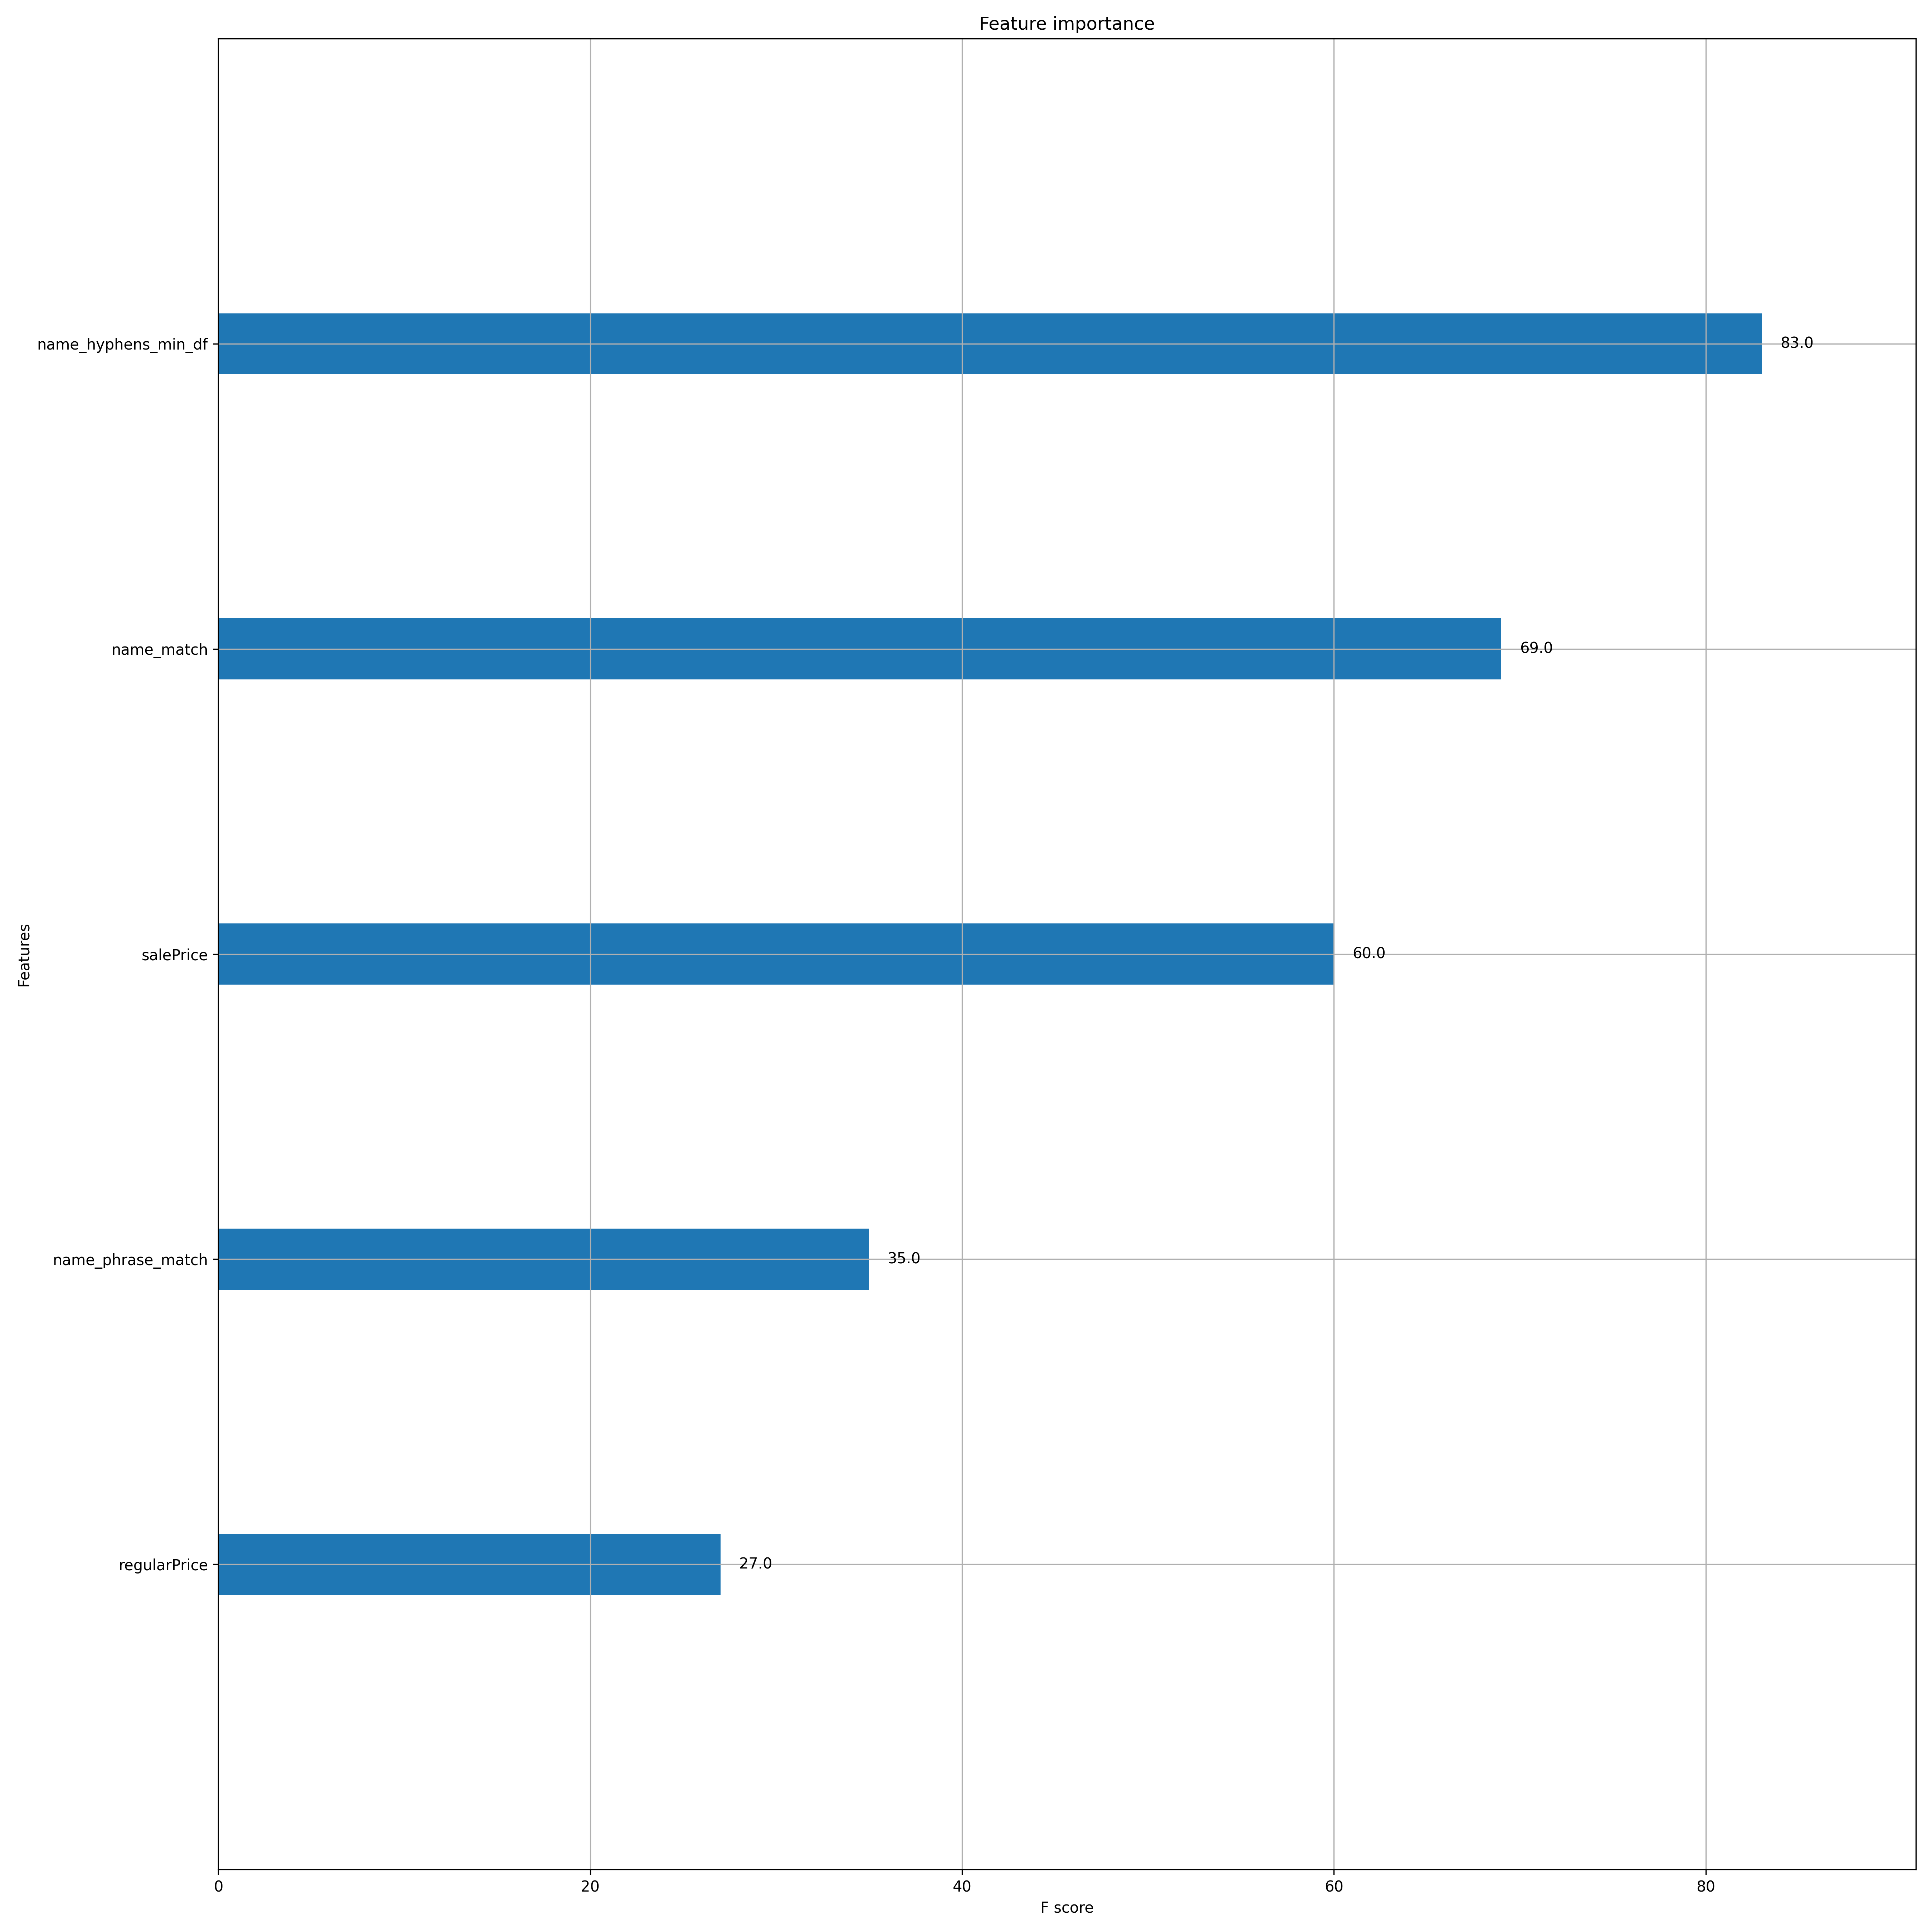 Feature importance
name_hyphens_min_df
83.0
name_match
69.0
salePrice
60.0
Features
name_phrase_match
35.0
regularPrice
27.0
0 20 40 60 80
F score